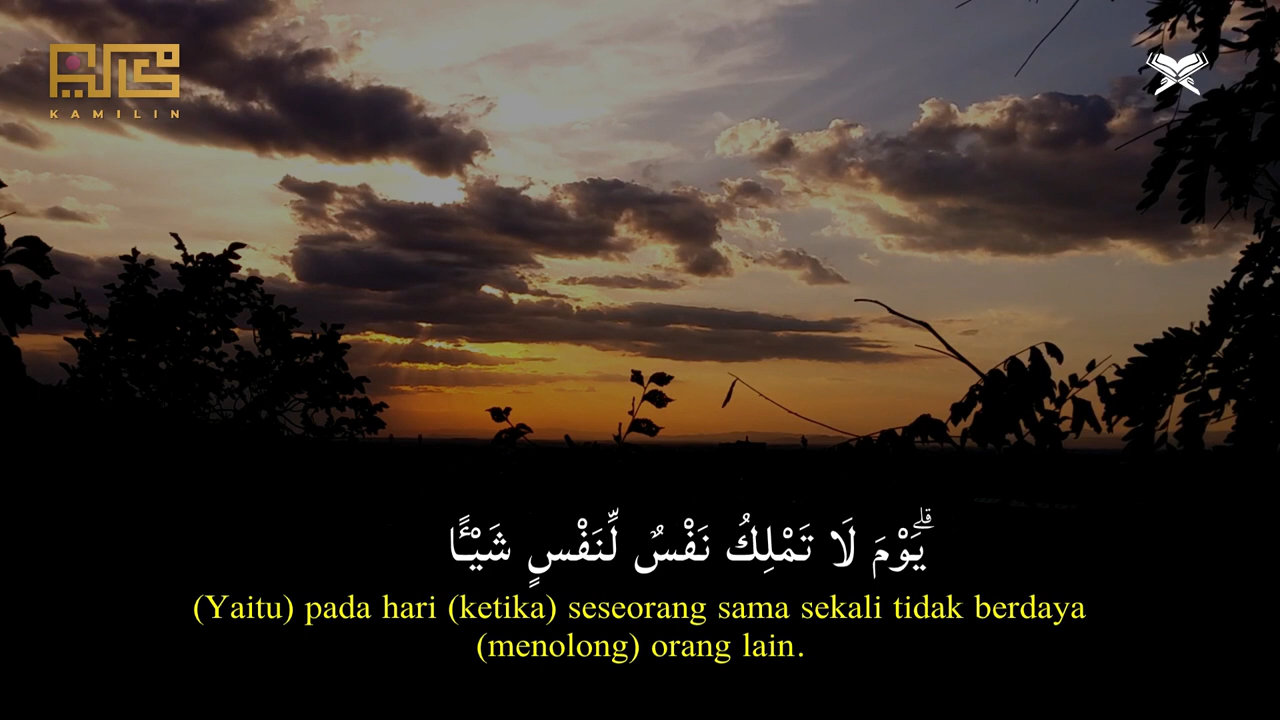 KAMILIN
يَوْمَ لَا تَمْلِكُ نَفْسٌ لِّنَفْسٍ شَيْـًٔا ۗ
(Yaitu) pada hari (ketika) seseorang sama sekali tidak berdaya
(menolong) orang lain.